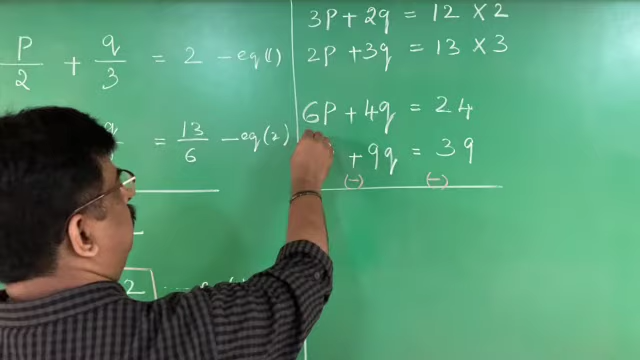 P/2 + q/3 = 2 — eq(1)
q = 13/6 — eq(2)
2
3P + 2q = 12 × 2
2P + 3q = 13 × 3
6P + 4q = 24
+ 9q = 39
(−) (−)